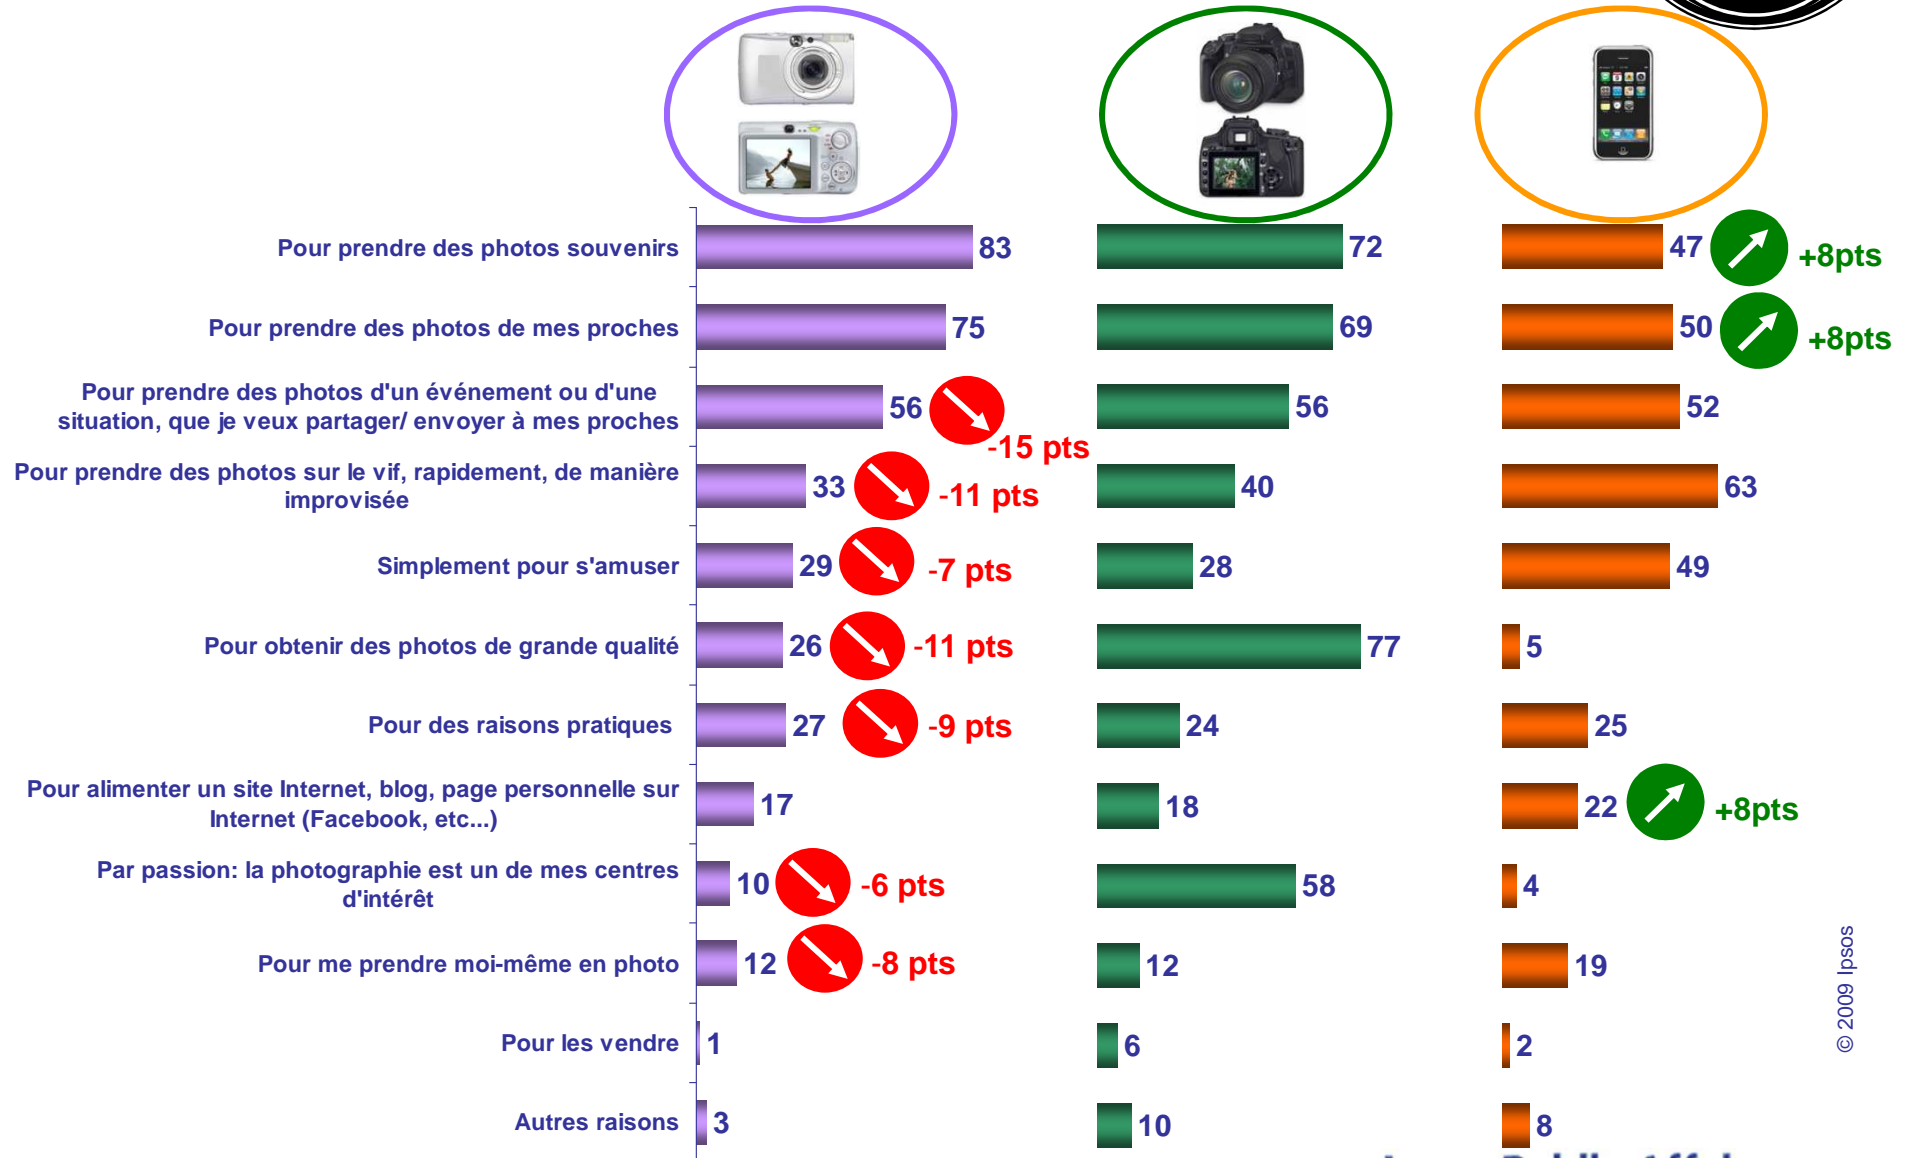 Pour prendre des photos souvenirs 83 72 47 +8pts
Pour prendre des photos de mes proches 75 69 50 +8pts
Pour prendre des photos d'un événement ou d'une
situation, que je veux partager/ envoyer à mes proches 56 -15 pts 56 52
Pour prendre des photos sur le vif, rapidement, de manière
improvisée 33 -11 pts 40 63
Simplement pour s'amuser 29 -7 pts 28 49
Pour obtenir des photos de grande qualité 26 -11 pts 77 5
Pour des raisons pratiques 27 -9 pts 24 25
Pour alimenter un site Internet, blog, page personnelle sur
Internet (Facebook, etc...) 17 18 22 +8pts
Par passion: la photographie est un de mes centres
d'intérêt 10 -6 pts 58 4
Pour me prendre moi-même en photo 12 -8 pts 12 19
Pour les vendre 1 6 2
Autres raisons 3 10 8
© 2009 Ipsos